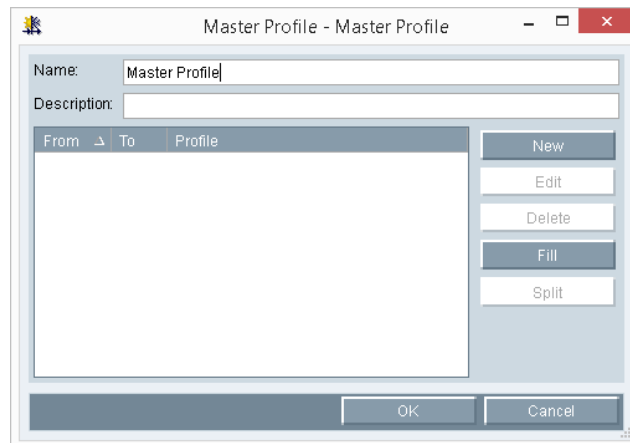 Master Profile - Master Profile
Name: Master Profile
Description:
From To Profile
New
Edit
Delete
Fill
Split
OK Cancel